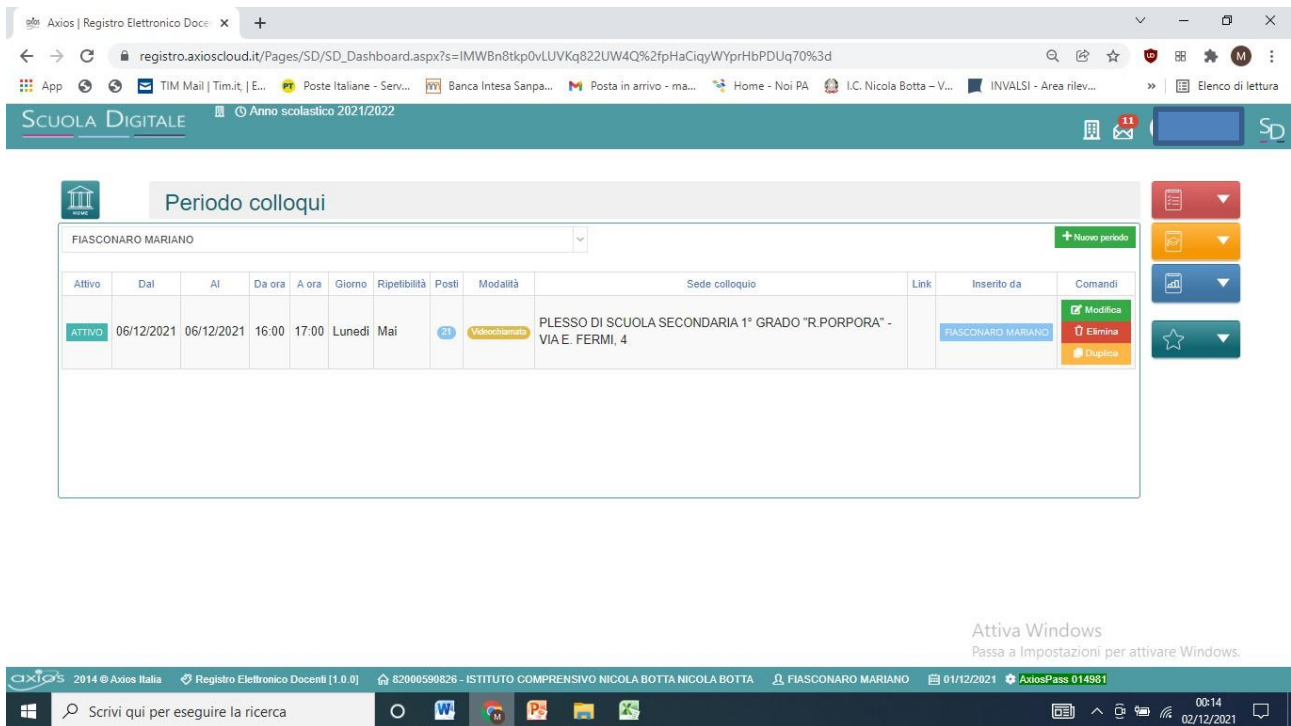 Axios | Registro Elettronico Doce
registro.axioscloud.it/Pages/SD/SD_Dashboard.aspx?s=IMWBn8tkp0vLUVKq822UW4Q%2fpHaCiqyWYprHbPDUq70%3d
M
App
TIM Mail | Tim.it, | E...
Poste Italiane - Serv...
Banca Intesa Sanpa...
Posta in arrivo - ma...
Home - Noi PA
I.C. Nicola Botta – V...
INVALSI - Area rilev...
»
Elenco di lettura
SCUOLA DIGITALE
Anno scolastico 2021/2022
11
SD
HOME
Periodo colloqui
FIASCONARO MARIANO
Nuovo periodo
Attivo Dal Al Da ora A ora Giorno Ripetibilità Posti Modalità Sede colloquio Link Inserito da Comandi
ATTIVO 06/12/2021 06/12/2021 16:00 17:00 Lunedì Mai 21 Videochiamata PLESSO DI SCUOLA SECONDARIA 1° GRADO "R.PORPORA" -
VIA E. FERMI, 4
FIASCONARO MARIANO
Modifica
Elimina
Duplica
Attiva Windows
Passa a Impostazioni per attivare Windows.
axios 2014 © Axios Italia Registro Elettronico Docenti [1.0.0] 82000590826 - ISTITUTO COMPRENSIVO NICOLA BOTTA NICOLA BOTTA FIASCONARO MARIANO 01/12/2021 AxiosPass 014981
Scrivi qui per eseguire la ricerca
00:14
02/12/2021